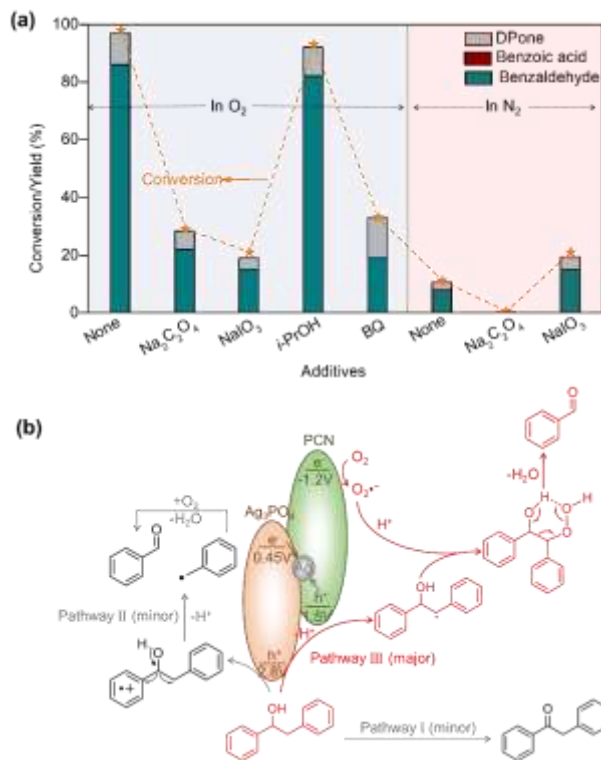 (a)
100
80
60
40
20
0
Conversion/Yield (%)
DPone
Benzoic acid
Benzaldehyde
In O₂
In N₂
Conversion
None
Na₂C₂O₄
NaIO₃
i-PrOH
BQ
None
Na₂C₂O₄
NaIO₃
Additives
(b)
PCN
e⁻
-1.2V
O₂
O₂•⁻
H⁺
-H₂O
O
H
O
H
O
O
Ag₃PO₄
e⁻
0.45V
h⁺
h⁺
+O₂
-H₂O
O
Pathway II (minor)
-H⁺
H
O
•+
-H⁺
OH
Pathway III (major)
OH
Pathway I (minor)
O